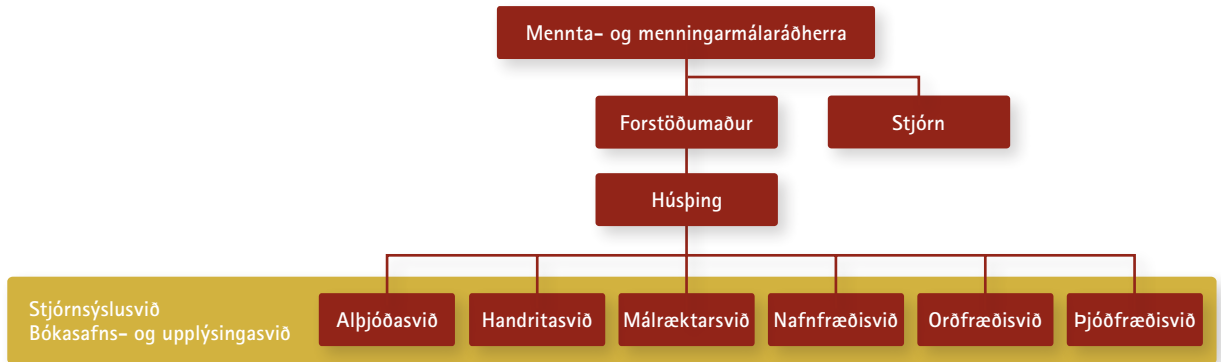 Mennta- og menningarmálaráðherra
Forstöðumaður
Stjórn
Húsþing
Stjórnsýslusvið
Bókasafns- og upplýsingasvið
Alþjóðasvið
Handritasvið
Málræktarsvið
Nafnfræðisvið
Orðfræðisvið
Þjóðfræðisvið